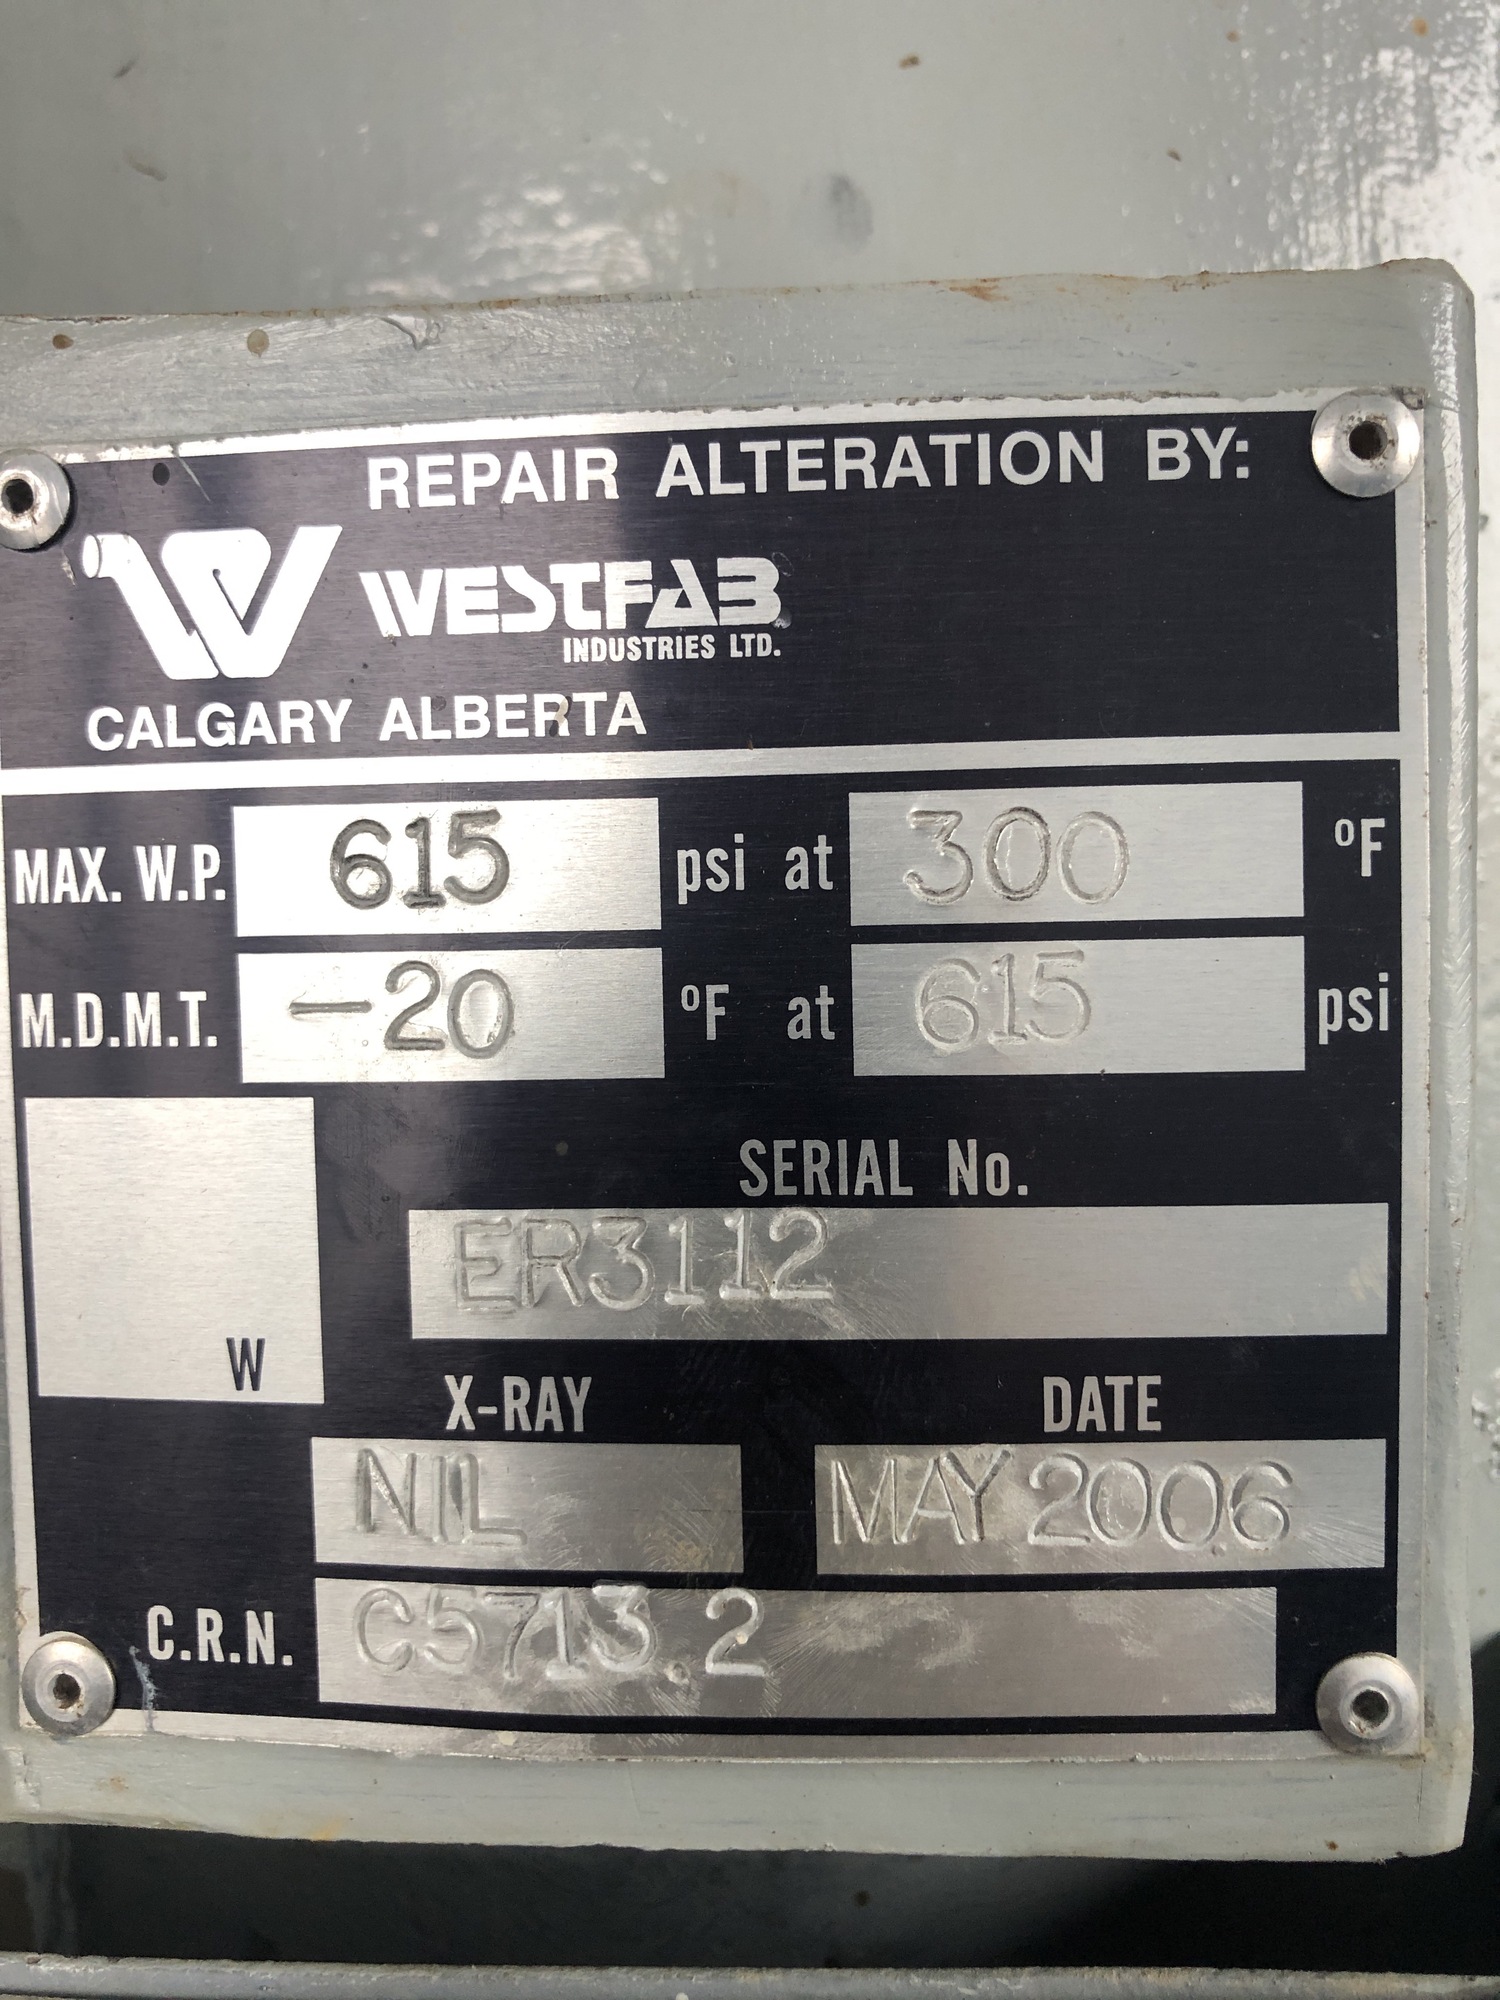 REPAIR ALTERATION BY:
W WESTFAB
INDUSTRIES LTD.
CALGARY ALBERTA
MAX. W.P. 615 psi at 300 °F
M.D.M.T. -20 °F at 615 psi
SERIAL No.
ER3112
W
X-RAY DATE
NIL MAY 2006
C.R.N. C5713.2